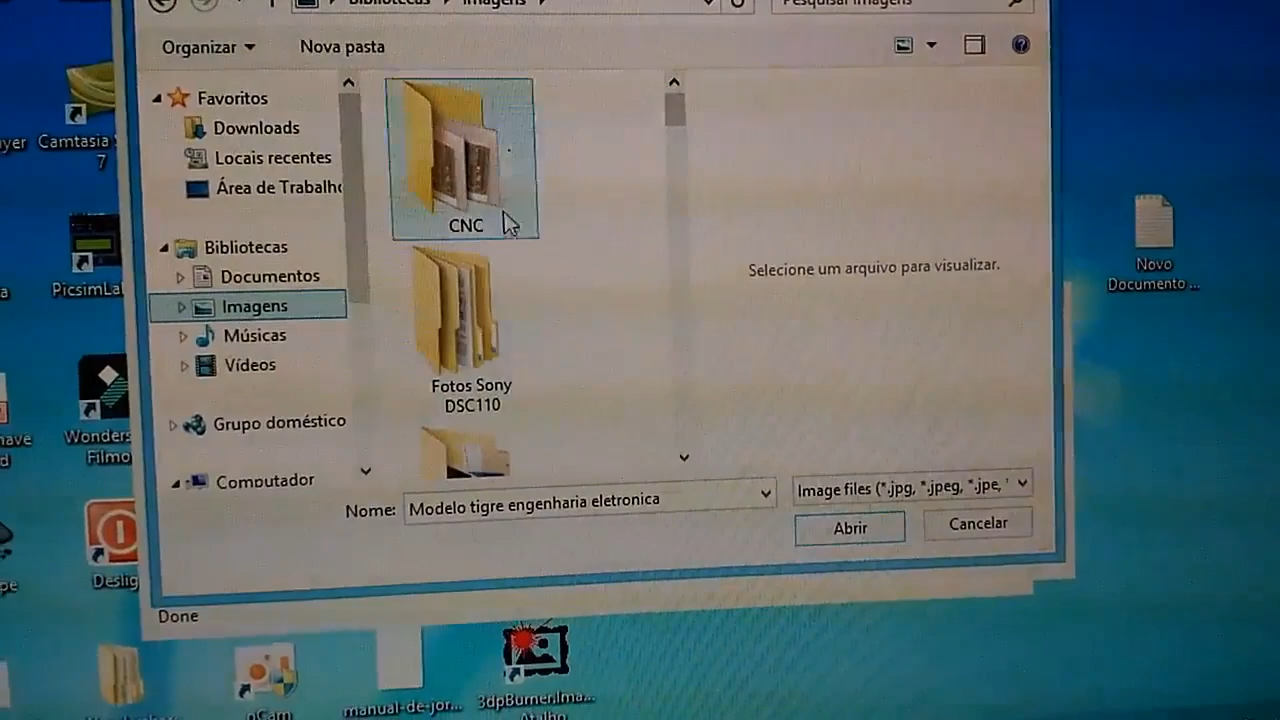 Bibliotecas
Imagens
Pesquisar Imagens
Organizar
Nova pasta
Favoritos
Downloads
Locais recentes
Área de Trabalho
Bibliotecas
Documentos
Imagens
Músicas
Vídeos
Grupo doméstico
Computador
CNC
Fotos Sony
DSC110
Selecione um arquivo para visualizar.
Nome:
Modelo tigre engenharia eletronica
Image files (*.jpg, *.jpeg, *.jpe, *
Abrir
Cancelar
Done
yer
Camtasia S
7
PicsimLa
Wonders
Filmo
Deslig
Novo
Documento ...
manual-de-jor...
3dpBurnerIma...
Atalho